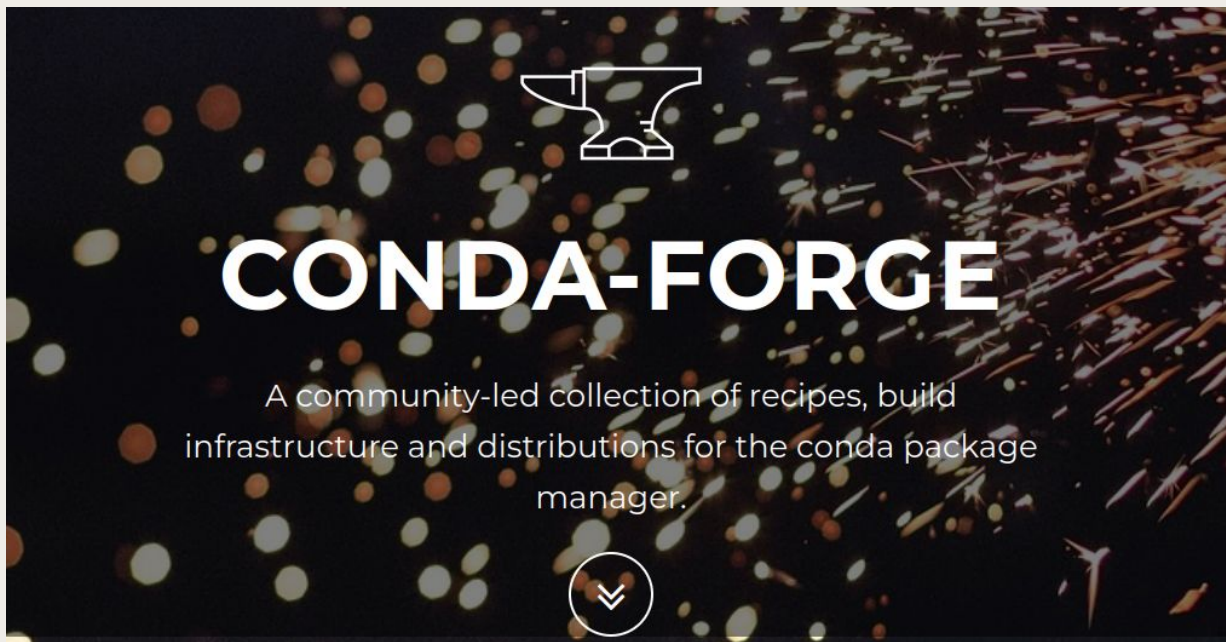 CONDA-FORGE
A community-led collection of recipes, build
infrastructure and distributions for the conda package
manager.